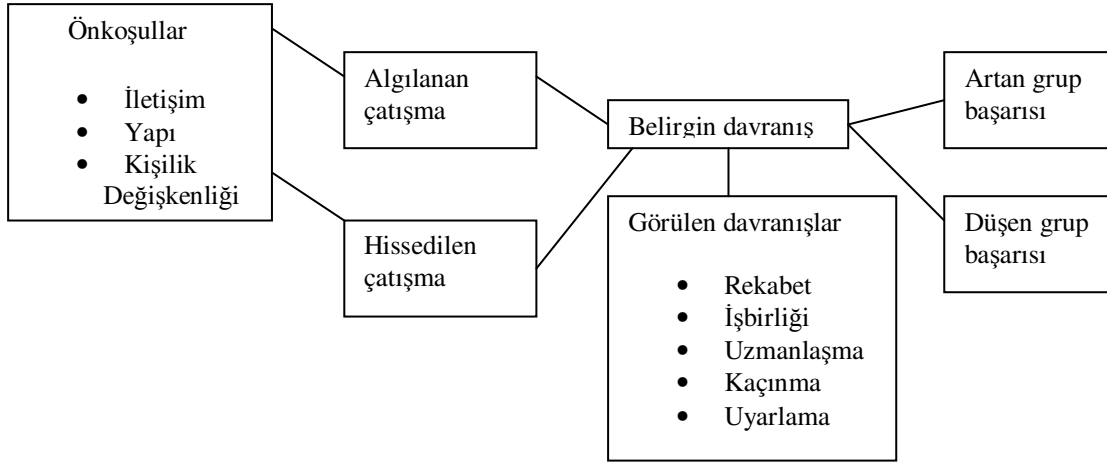 Önkoşullar
• İletişim
• Yapı
• Kişilik
Değişkenliği
Algılanan
çatışma
Hissedilen
çatışma
Belirgin davranış
Görülen davranışlar
• Rekabet
• İşbirliği
• Uzmanlaşma
• Kaçınma
• Uyarlama
Artan grup
başarısı
Düşen grup
başarısı